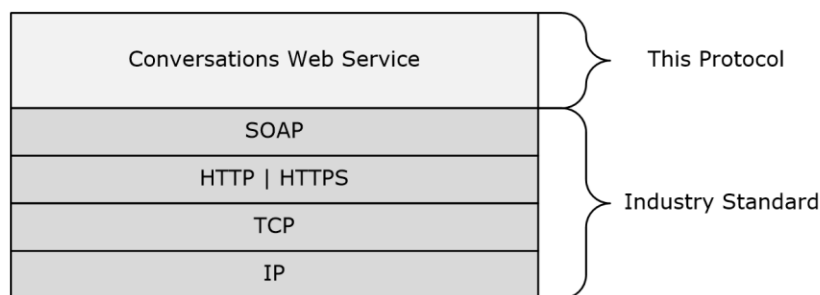 Conversations Web Service
This Protocol
SOAP
HTTP | HTTPS
Industry Standard
TCP
IP